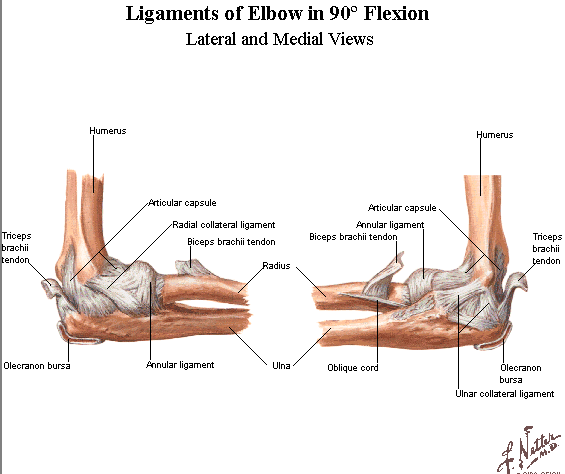 Ligaments of Elbow in 90° Flexion
Lateral and Medial Views
Humerus
Articular capsule
Radial collateral ligament
Biceps brachii tendon
Triceps
brachii
tendon
Radius
Olecranon bursa
Annular ligament
Ulna
Humerus
Articular capsule
Annular ligament
Biceps brachii tendon
Triceps
brachii
tendon
Oblique cord
Olecranon
bursa
Ulnar collateral ligament
F. Netter
M.D.